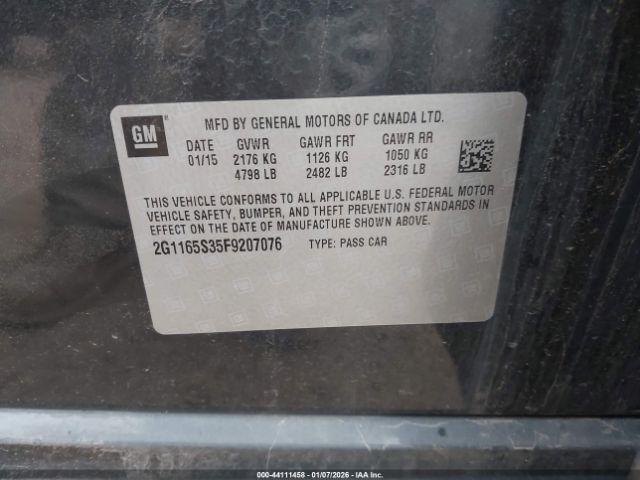 GM
MFD BY GENERAL MOTORS OF CANADA LTD.
DATE GVWR GAWR FRT GAWR RR
01/15 2176 KG 1126 KG 1050 KG
4798 LB 2482 LB 2316 LB
THIS VEHICLE CONFORMS TO ALL APPLICABLE U.S. FEDERAL MOTOR
VEHICLE SAFETY, BUMPER, AND THEFT PREVENTION STANDARDS IN
EFFECT ON THE DATE OF MANUFACTURE SHOWN ABOVE.
2G1165S35F9207076 TYPE: PASS CAR
000-44111458 - 01/07/2026 - IAA Inc.